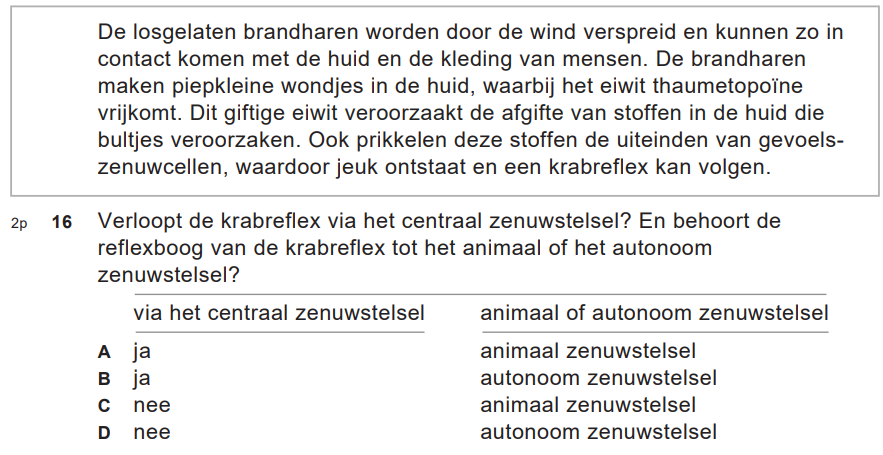 De losgelaten brandharen worden door de wind verspreid en kunnen zo in
contact komen met de huid en de kleding van mensen. De brandharen
maken piepkleine wondjes in de huid, waarbij het eiwit thaumetopoïne
vrijkomt. Dit giftige eiwit veroorzaakt de afgifte van stoffen in de huid die
bultjes veroorzaken. Ook prikkelen deze stoffen de uiteinden van gevoels-
zenuwcellen, waardoor jeuk ontstaat en een krabreflex kan volgen.
2p 16 Verloopt de krabreflex via het centraal zenuwstelsel? En behoort de
reflexboog van de krabreflex tot het animaal of het autonoom
zenuwstelsel?
via het centraal zenuwstelsel animaal of autonoom zenuwstelsel
A ja animaal zenuwstelsel
B ja autonoom zenuwstelsel
C nee animaal zenuwstelsel
D nee autonoom zenuwstelsel